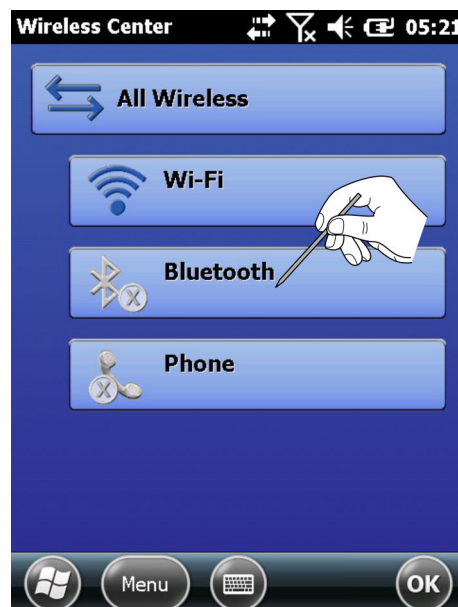 Wireless Center 05:21
All Wireless
Wi-Fi
Bluetooth
Phone
Menu
OK